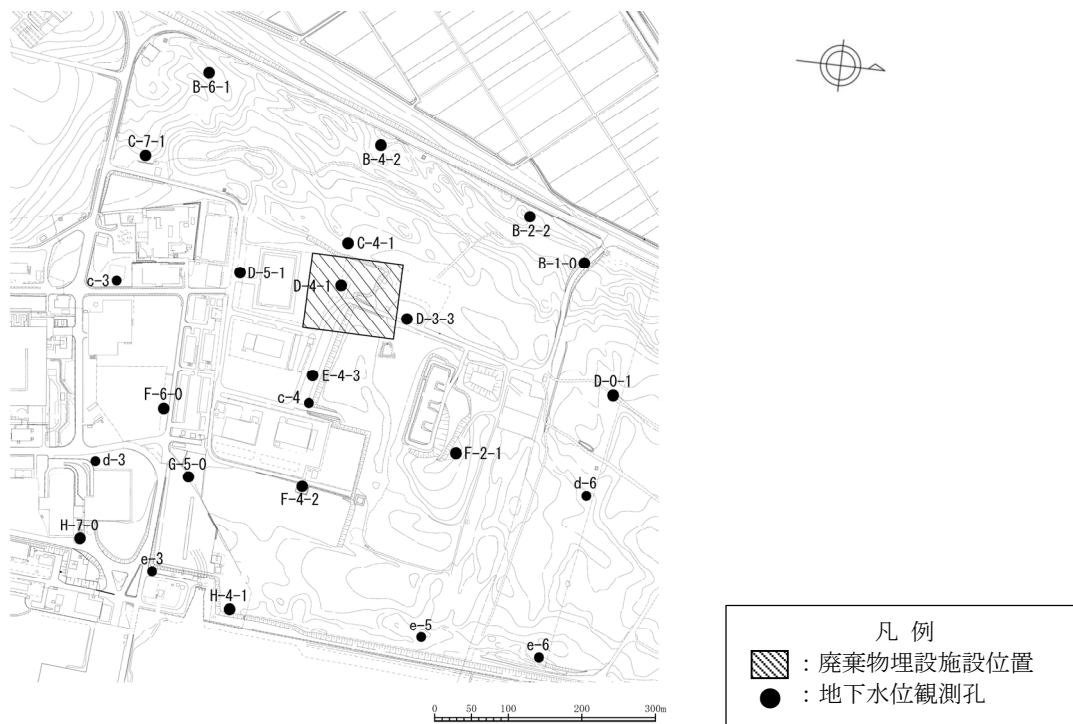 B-6-1
C-7-1
B-4-2
B-2-2
C-4-1
B-1-0
D-5-1
c-3
D-4-1
D-3-3
E-4-3
D-0-1
c-4
F-6-0
F-2-1
d-3
G-5-0
F-4-2
d-6
H-7-0
e-3
H-4-1
e-5
e-6
0 50 100 200 300m
凡 例
:廃棄物埋設施設位置
:地下水位観測孔